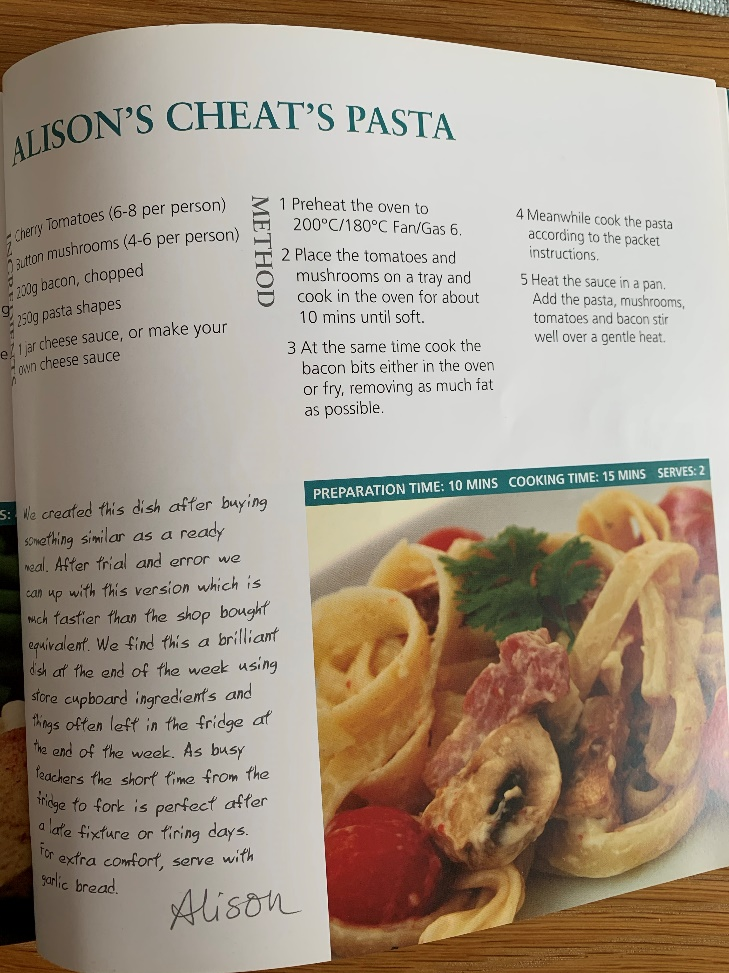 ALISON'S CHEAT'S PASTA
INGREDIENTS
Cherry Tomatoes (6-8 per person)
Button mushrooms (4-6 per person)
200g bacon, chopped
250g pasta shapes
1 jar cheese sauce, or make your
own cheese sauce
METHOD
1 Preheat the oven to
200°C/180°C Fan/Gas 6.
2 Place the tomatoes and
mushrooms on a tray and
cook in the oven for about
10 mins until soft.
3 At the same time cook the
bacon bits either in the oven
or fry, removing as much fat
as possible.
4 Meanwhile cook the pasta
according to the packet
instructions.
5 Heat the sauce in a pan.
Add the pasta, mushrooms,
tomatoes and bacon stir
well over a gentle heat.
PREPARATION TIME: 10 MINS COOKING TIME: 15 MINS SERVES: 2
We created this dish after buying
something similar as a ready
meal. After trial and error we
can up with this version which is
much tastier than the shop bought
equivalent. We find this a brilliant
dish at the end of the week using
store cupboard ingredients and
things often left in the fridge at
the end of the week. As busy
teachers the short time from the
fridge to fork is perfect after
a late fixture or tiring days.
For extra comfort, serve with
garlic bread.
Alison